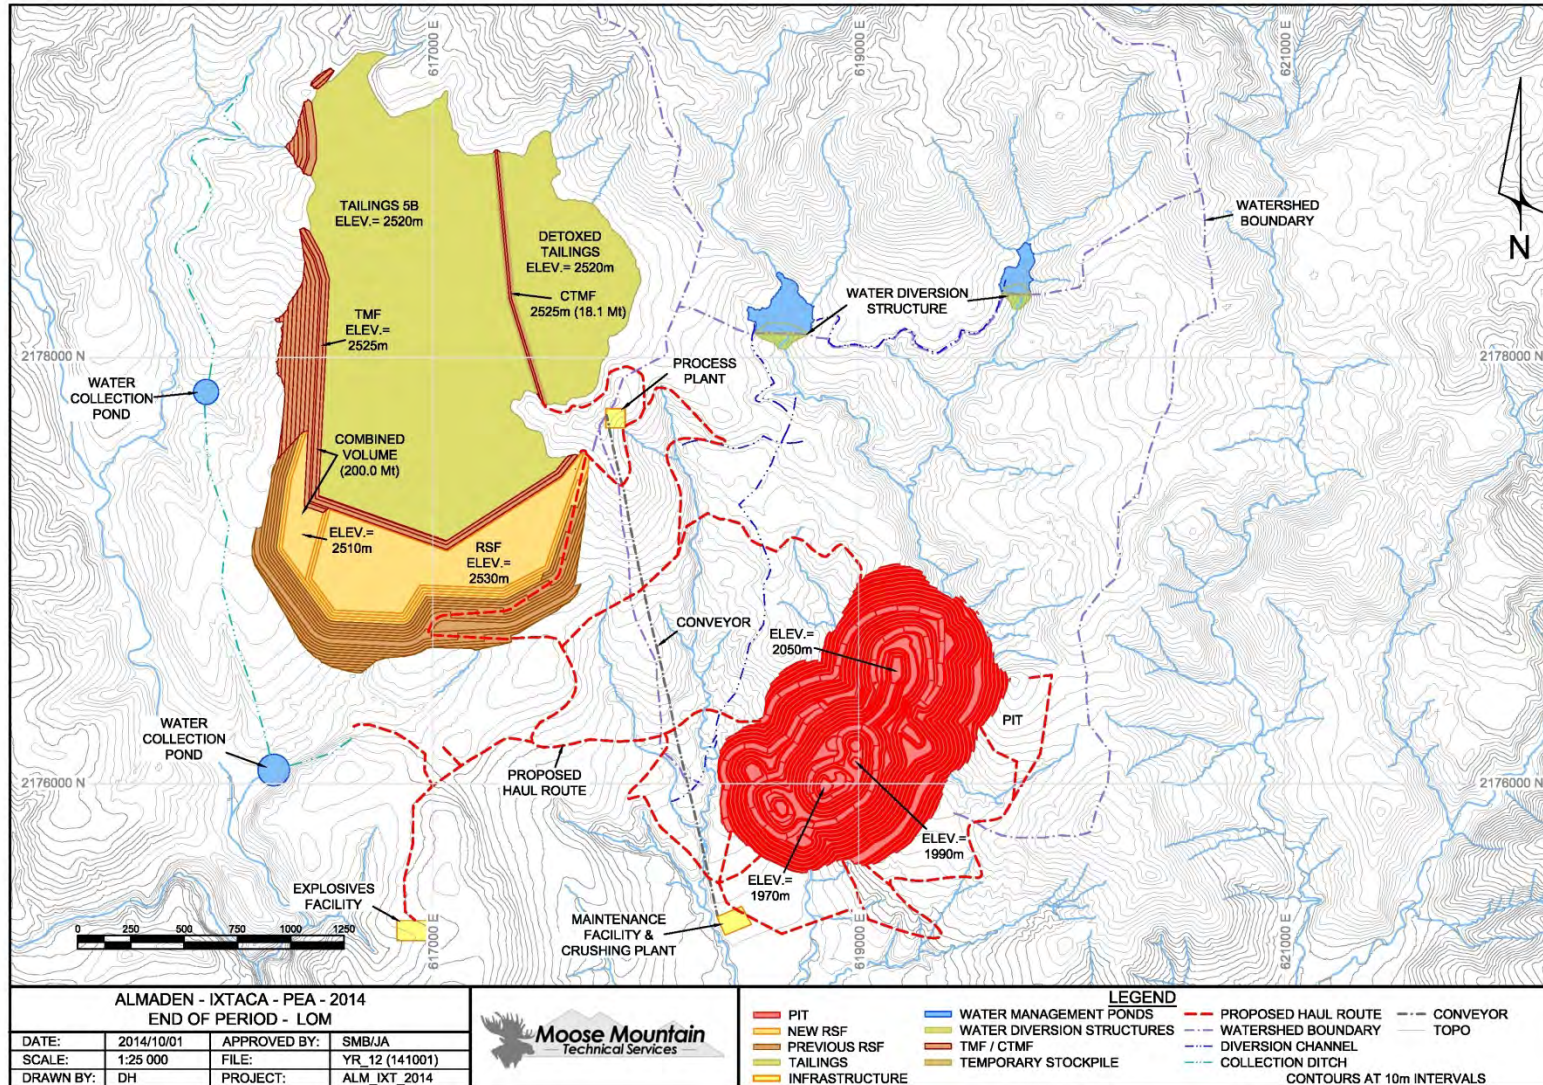 617000 E
619000 E
621000 E
TAILINGS 5B
ELEV.= 2520m
DETOXED
TAILINGS
ELEV.= 2520m
CTMF
2525m (18.1 Mt)
TMF
ELEV.=
2525m
WATERSHED
BOUNDARY
N
WATER DIVERSION
STRUCTURE
2178000 N
2178000 N
PROCESS
PLANT
WATER
COLLECTION
POND
COMBINED
VOLUME
(200.0 Mt)
ELEV.=
2510m
RSF
ELEV.=
2530m
CONVEYOR
ELEV.=
2050m
PIT
WATER
COLLECTION
POND
PROPOSED
HAUL ROUTE
2176000 N
2176000 N
ELEV.=
1990m
ELEV.=
1970m
EXPLOSIVES
FACILITY
MAINTENANCE
FACILITY &
CRUSHING PLANT
0 250 500 750 1000 1250
617000 E
619000 E
621000 E
ALMADEN - IXTACA - PEA - 2014
END OF PERIOD - LOM
DATE: 2014/10/01 APPROVED BY: SMB/JA
SCALE: 1:25 000 FILE: YR_12 (141001)
DRAWN BY: DH PROJECT: ALM_IXT_2014
Moose Mountain
Technical Services
LEGEND
PIT
NEW RSF
PREVIOUS RSF
TAILINGS
INFRASTRUCTURE
WATER MANAGEMENT PONDS
WATER DIVERSION STRUCTURES
TMF / CTMF
TEMPORARY STOCKPILE
PROPOSED HAUL ROUTE
WATERSHED BOUNDARY
DIVERSION CHANNEL
COLLECTION DITCH
CONVEYOR
TOPO
CONTOURS AT 10m INTERVALS